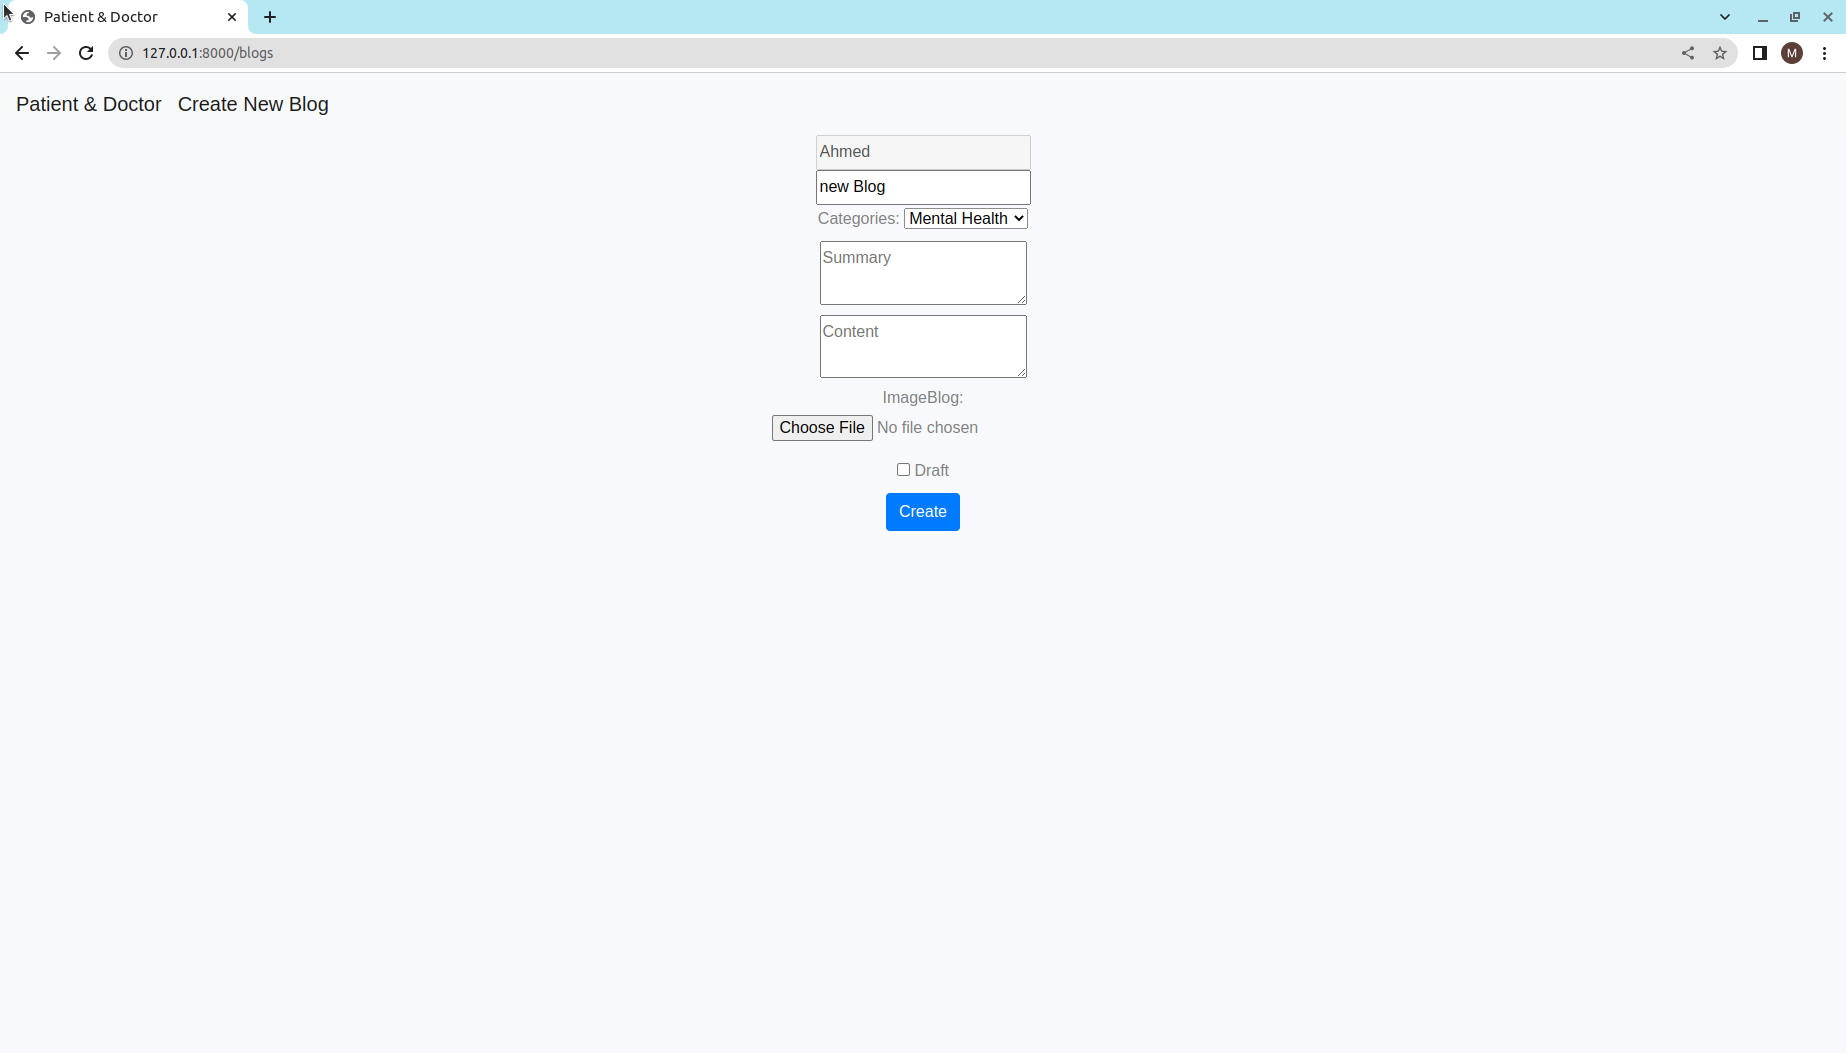 Patient & Doctor
127.0.0.1:8000/blogs
M
Patient & Doctor Create New Blog
Ahmed
new Blog
Categories: Mental Health
Summary
Content
ImageBlog:
Choose File No file chosen
Draft
Create